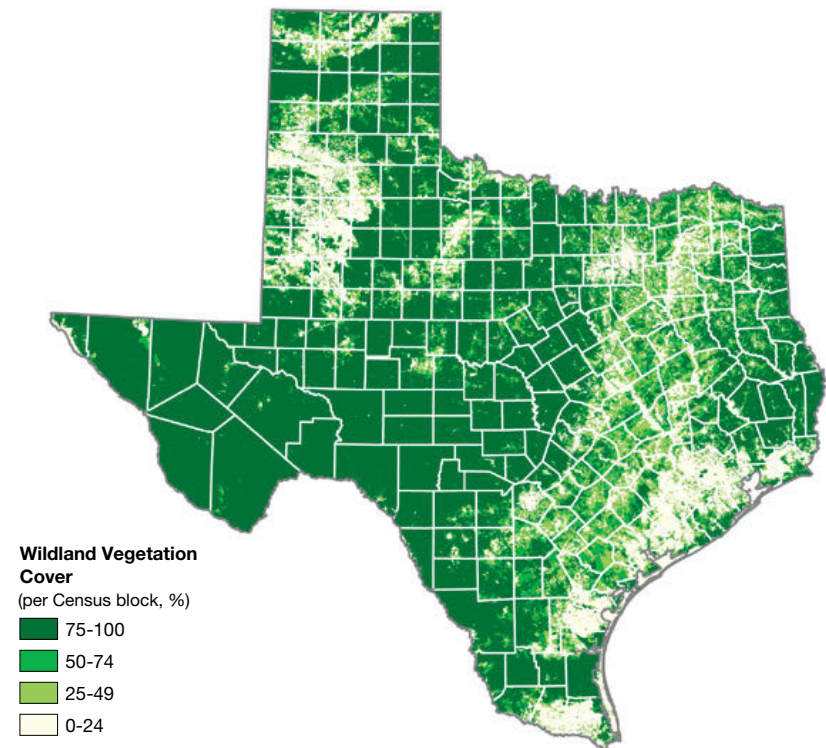 Wildland Vegetation
Cover
(per Census block, %)
75-100
50-74
25-49
0-24